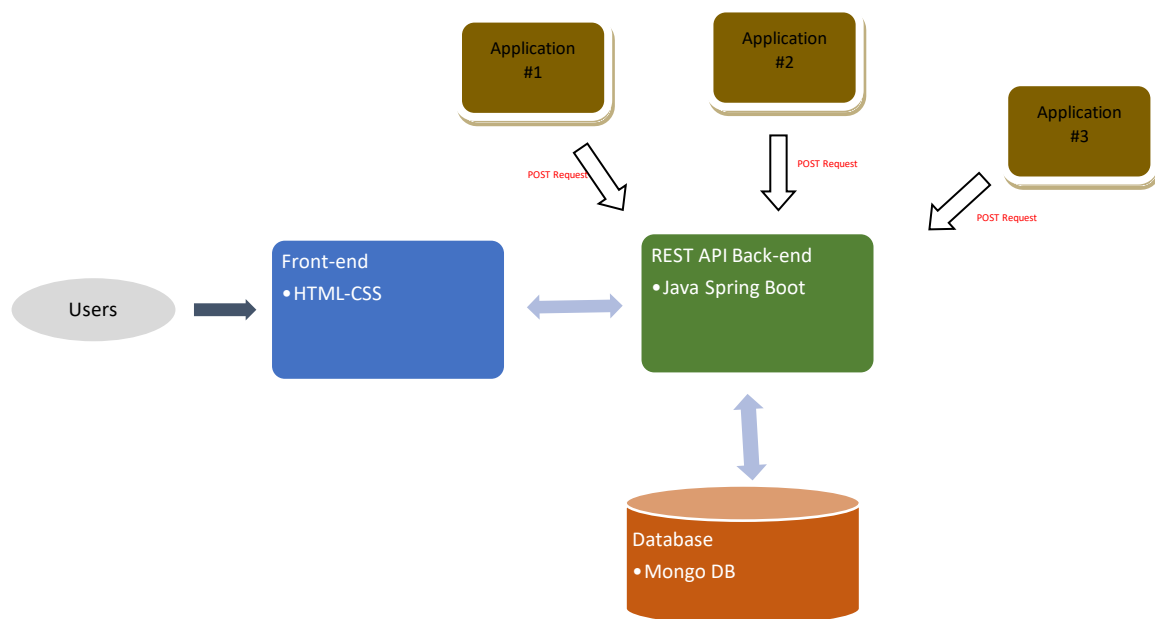 Application
#1
Application
#2
Application
#3
POST Request
POST Request
POST Request
Front-end
•HTML-CSS
REST API Back-end
•Java Spring Boot
Users
Database
•Mongo DB